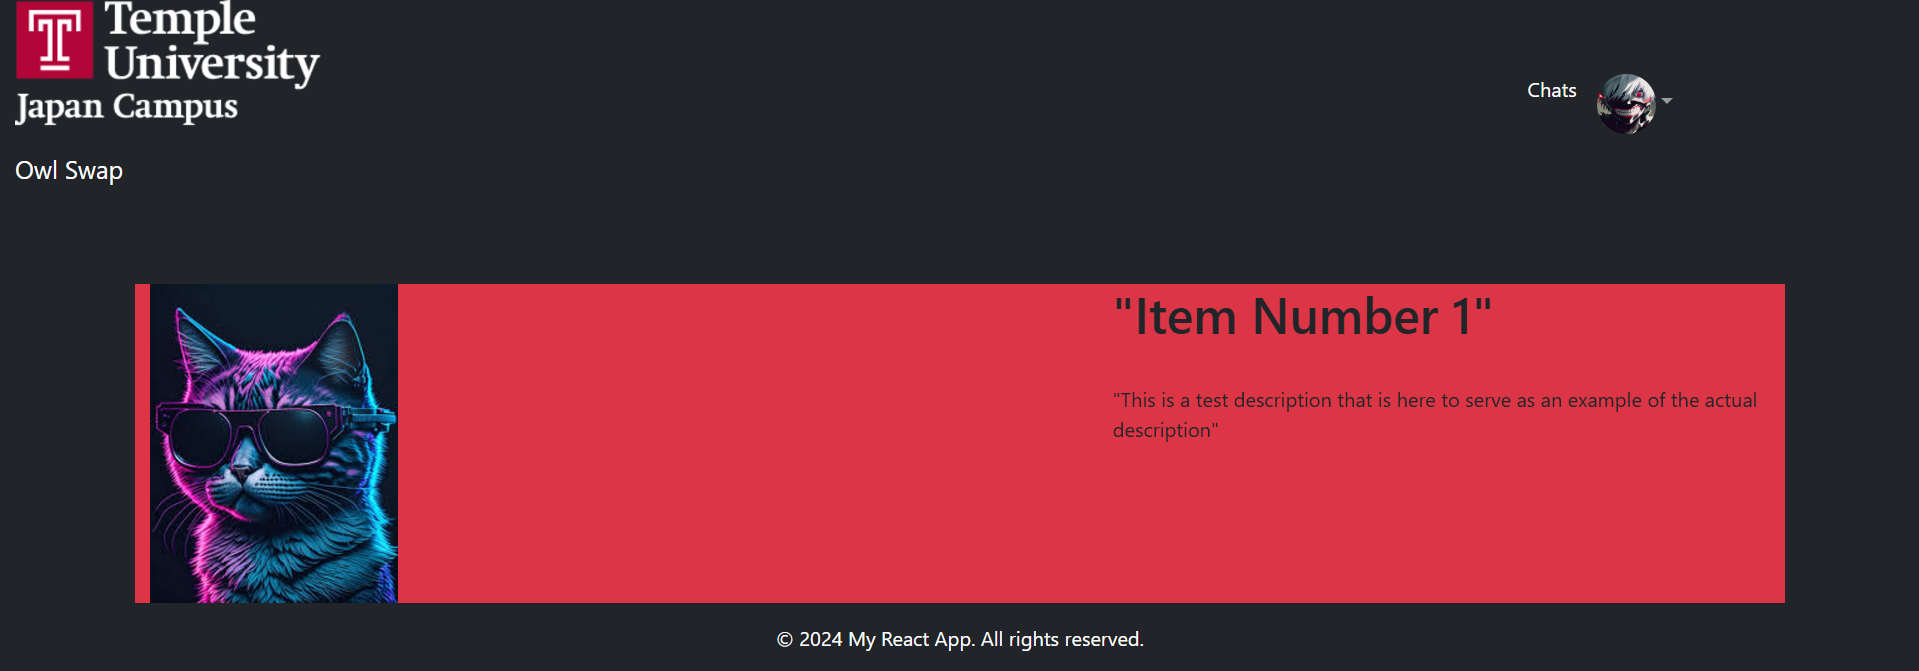 Temple
University
Japan Campus
Chats
Owl Swap
"Item Number 1"
"This is a test description that is here to serve as an example of the actual
description"
© 2024 My React App. All rights reserved.